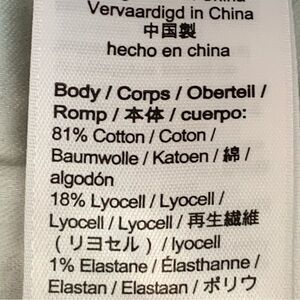 Vervaardigd in China
中国製
hecho en china
Body / Corps / Oberteil /
Romp / 本体 / cuerpo:
81% Cotton / Coton /
Baumwolle / Katoen / 綿 /
algodón
18% Lyocell / Lyocell /
Lyocell / Lyocell / 再生繊維
（リヨセル）/ lyocell
1% Elastane / Élasthanne /
Elastan / Elastaan / ポリウ